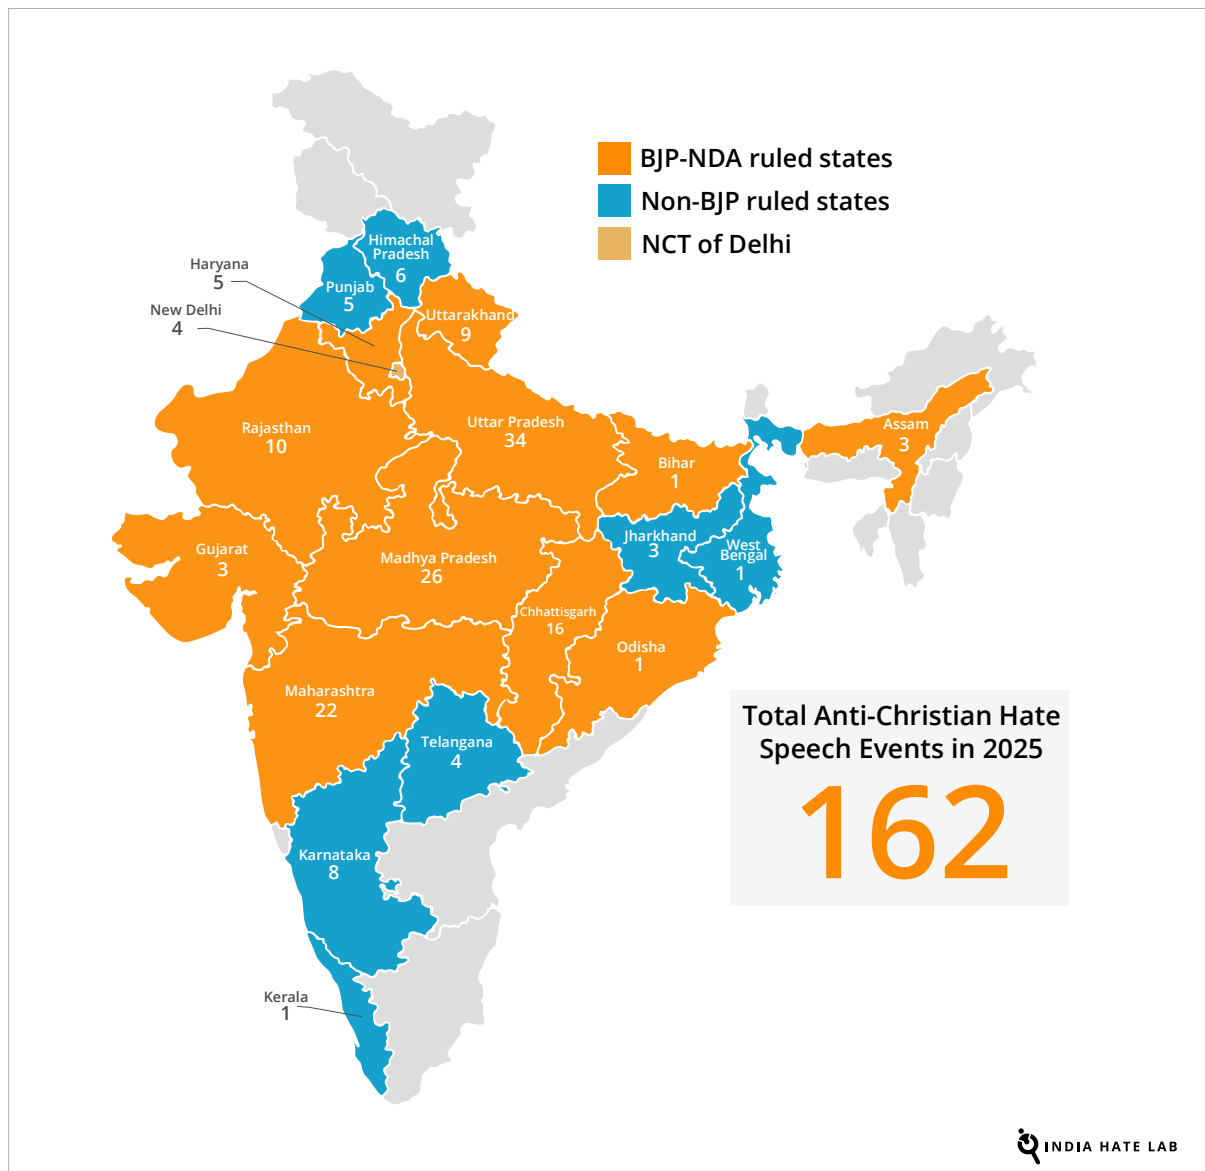 BJP-NDA ruled states
Non-BJP ruled states
NCT of Delhi
Himachal
Pradesh
6
Haryana
5
Punjab
5
New Delhi
4
Uttarakhand
9
Rajasthan
10
Uttar Pradesh
34
Assam
3
Bihar
1
Gujarat
3
Madhya Pradesh
26
Jharkhand
3
West
Bengal
1
Chhattisgarh
16
Odisha
1
Maharashtra
22
Telangana
4
Karnataka
8
Kerala
1
Total Anti-Christian Hate
Speech Events in 2025
162
INDIA HATE LAB